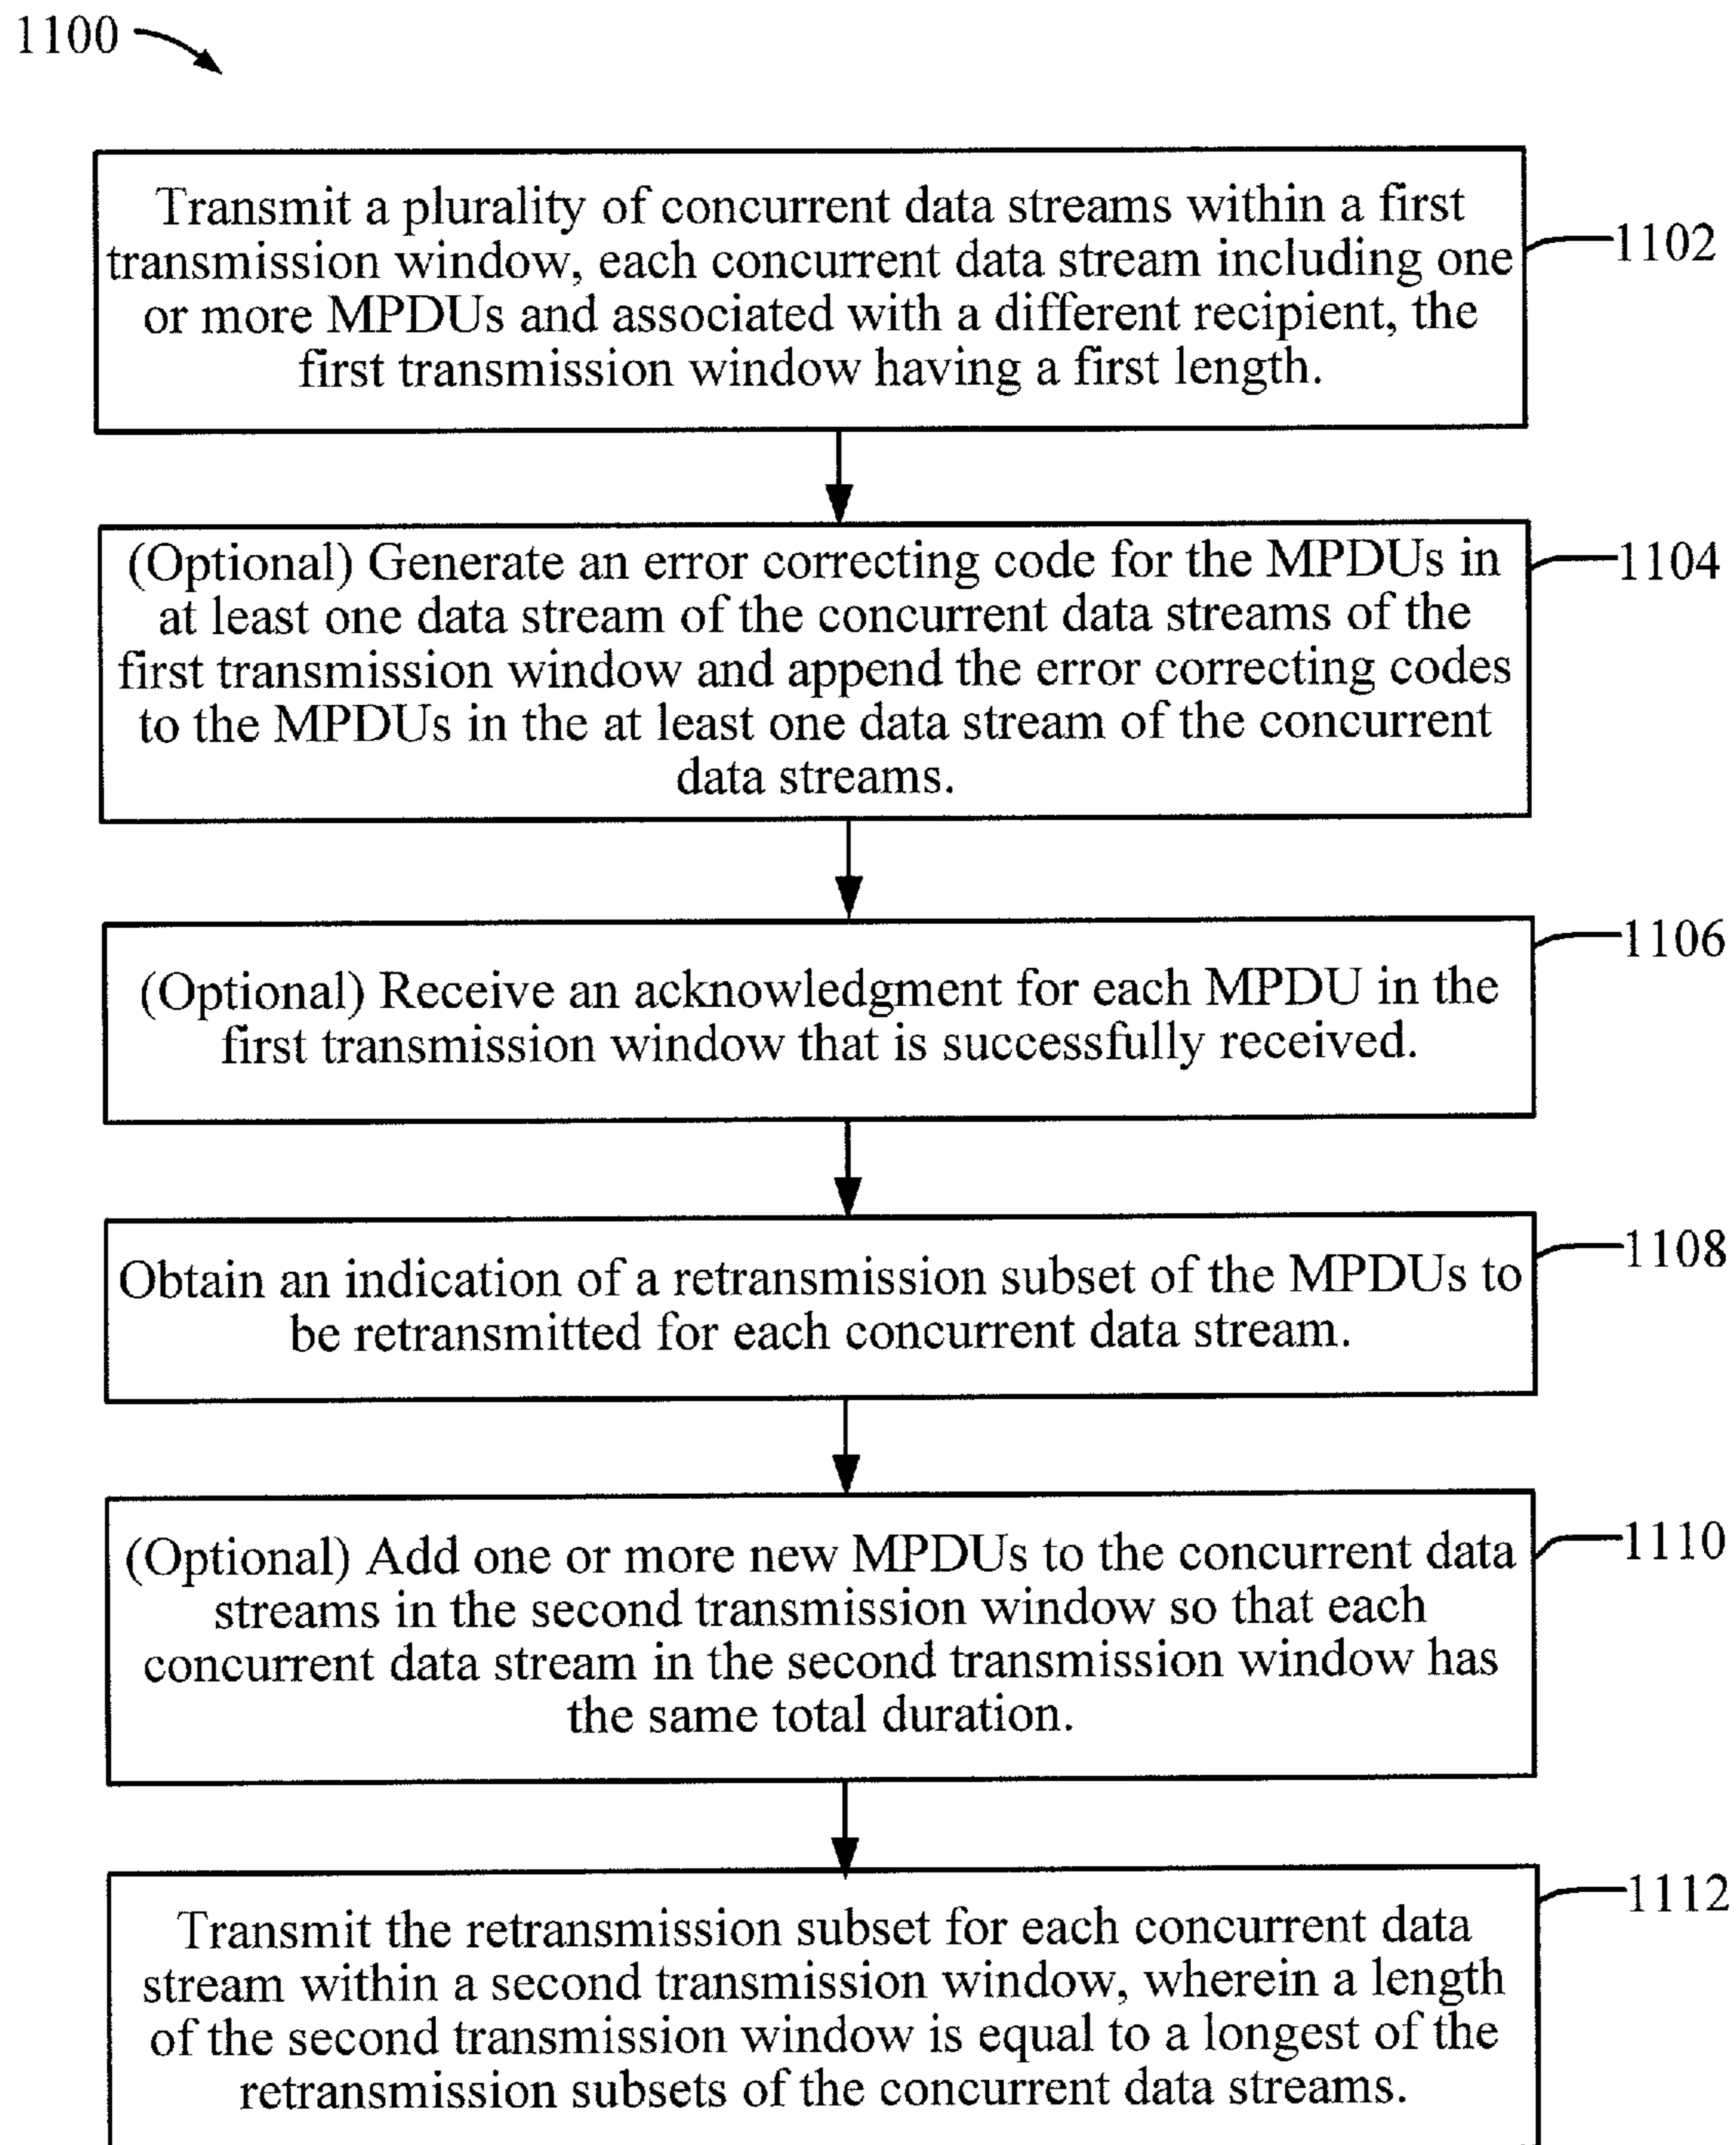 1100
Transmit a plurality of concurrent data streams within a first
transmission window, each concurrent data stream including one
or more MPDUs and associated with a different recipient, the
first transmission window having a first length.
1102
(Optional) Generate an error correcting code for the MPDUs in
at least one data stream of the concurrent data streams of the
first transmission window and append the error correcting codes
to the MPDUs in the at least one data stream of the concurrent
data streams.
1104
(Optional) Receive an acknowledgment for each MPDU in the
first transmission window that is successfully received.
1106
Obtain an indication of a retransmission subset of the MPDUs to
be retransmitted for each concurrent data stream.
1108
(Optional) Add one or more new MPDUs to the concurrent data
streams in the second transmission window so that each
concurrent data stream in the second transmission window has
the same total duration.
1110
Transmit the retransmission subset for each concurrent data
stream within a second transmission window, wherein a length
of the second transmission window is equal to a longest of the
retransmission subsets of the concurrent data streams.
1112